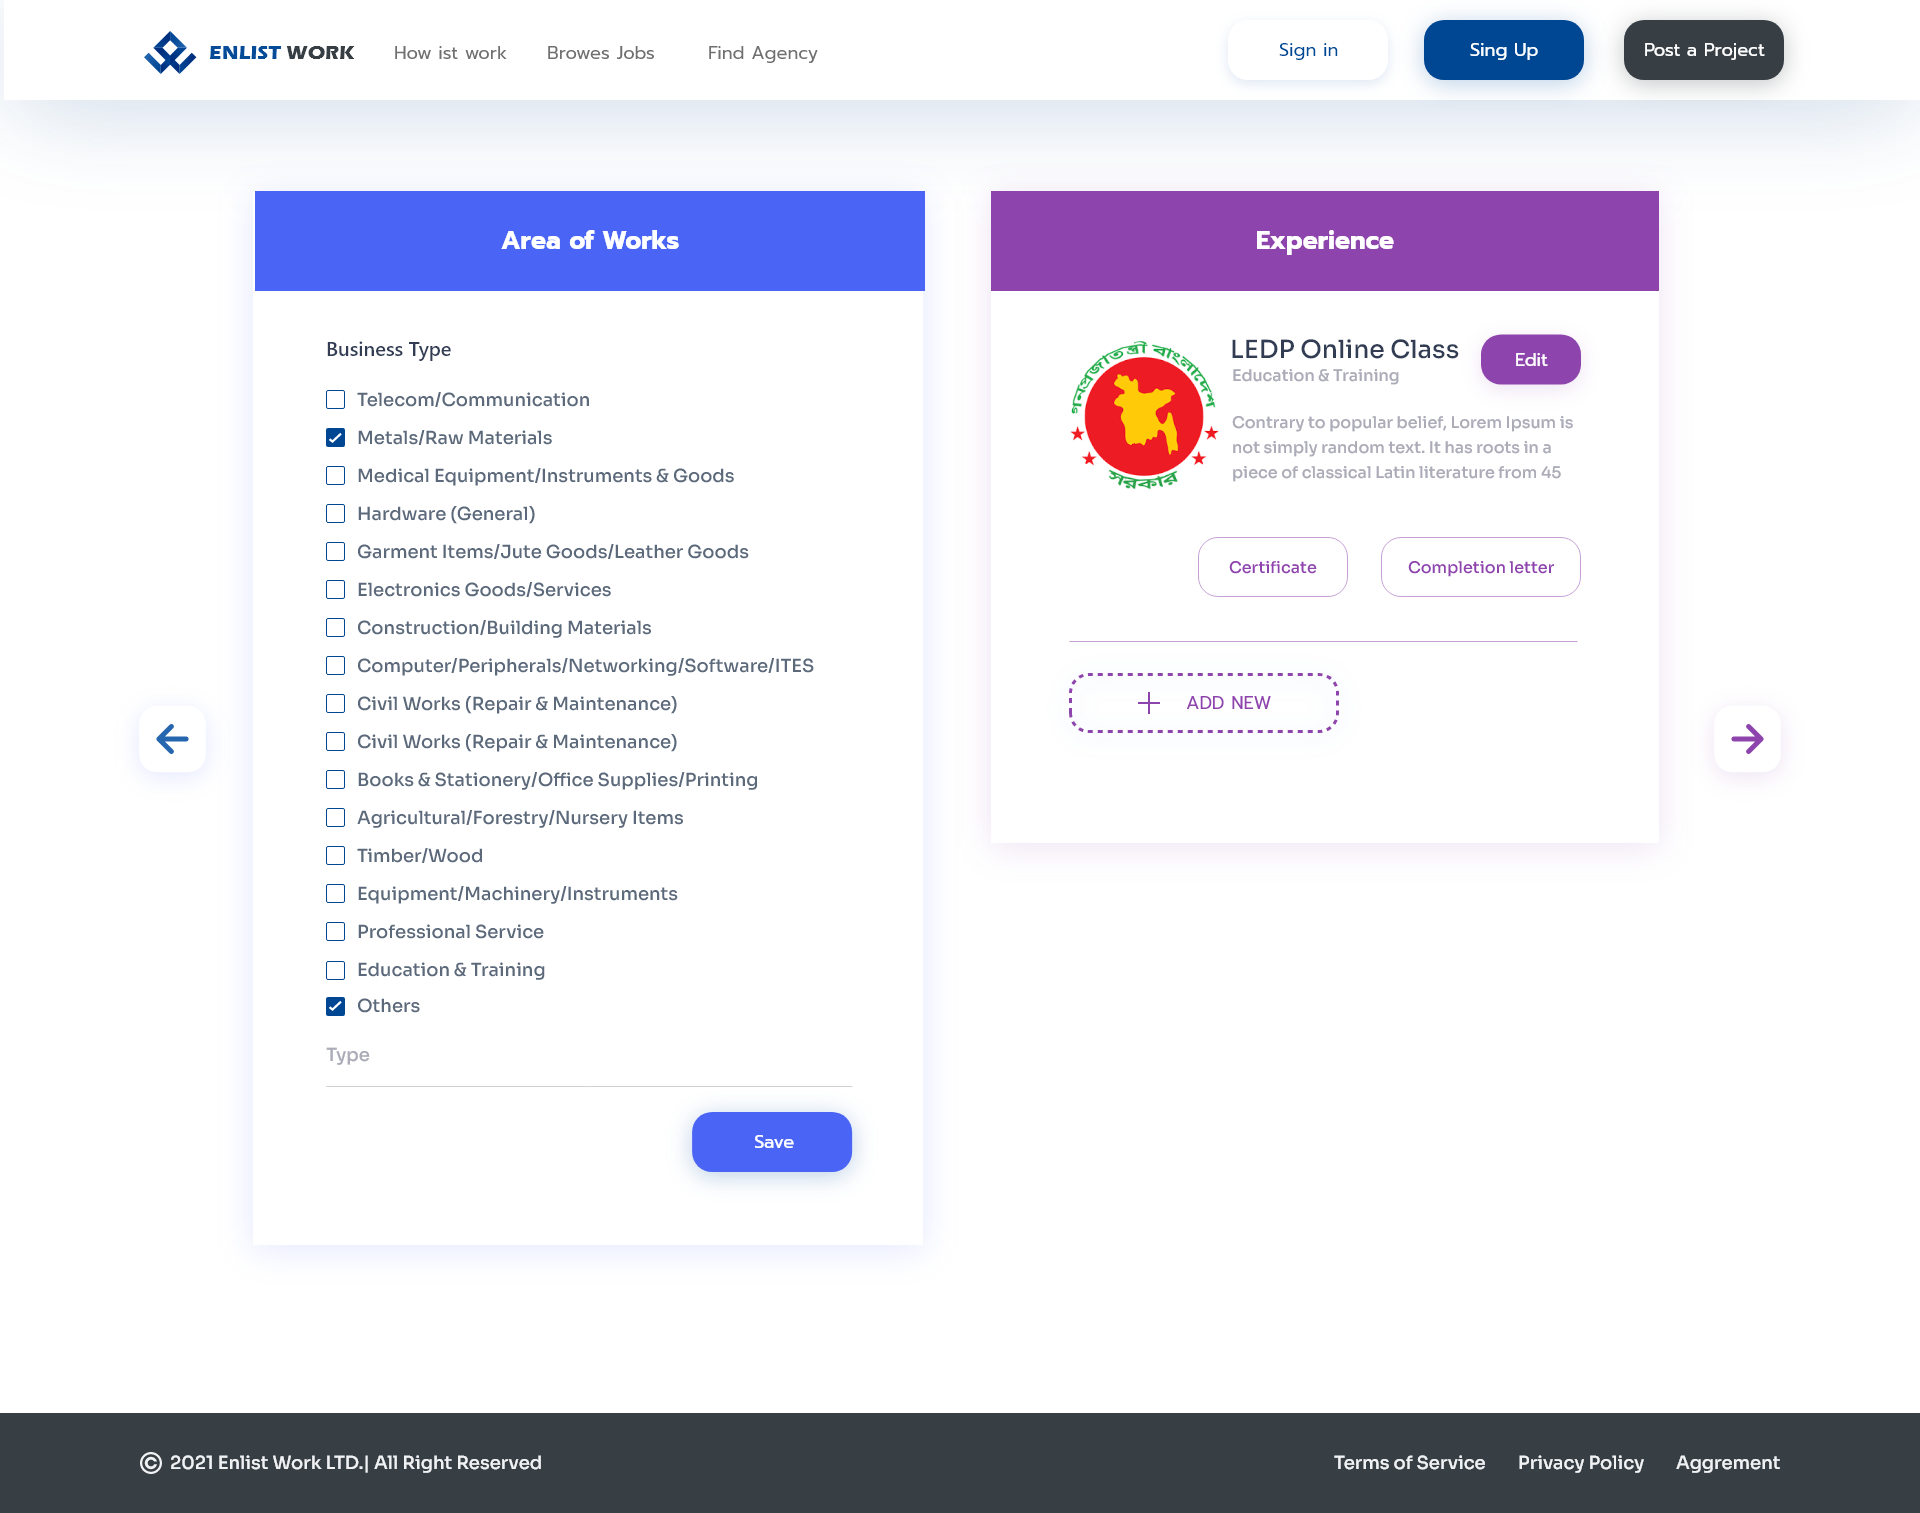 ENLIST WORK
How ist work
Browes Jobs
Find Agency
Sign in
Sing Up
Post a Project
Area of Works
Business Type
Telecom/Communication
Metals/Raw Materials
Medical Equipment/Instruments & Goods
Hardware (General)
Garment Items/Jute Goods/Leather Goods
Electronics Goods/Services
Construction/Building Materials
Computer/Peripherals/Networking/Software/ITES
Civil Works (Repair & Maintenance)
Civil Works (Repair & Maintenance)
Books & Stationery/Office Supplies/Printing
Agricultural/Forestry/Nursery Items
Timber/Wood
Equipment/Machinery/Instruments
Professional Service
Education & Training
Others
Type
Save
Experience
গনপ্রজাতন্ত্রী বাংলাদেশ
সরকার
LEDP Online Class
Education & Training
Edit
Contrary to popular belief, Lorem Ipsum is
not simply random text. It has roots in a
piece of classical Latin literature from 45
Certificate
Completion letter
ADD NEW
© 2021 Enlist Work LTD.| All Right Reserved
Terms of Service
Privacy Policy
Aggrement